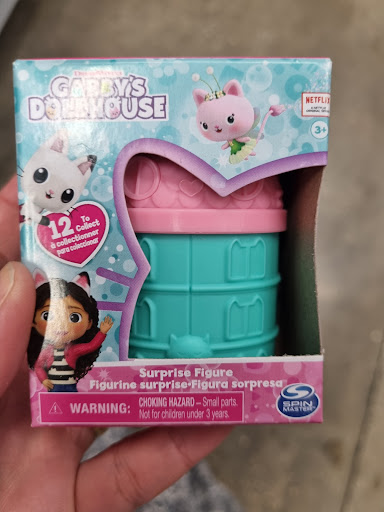 DreamWorks
GABBY'S
DOLLHOUSE
NETFLIX
3+
12 To
Collect
à collectionner
para coleccionar
Surprise Figure
Figurine surprise•Figura sorpresa
WARNING: CHOKING HAZARD – Small parts.
Not for children under 3 years.
SPIN
MASTER